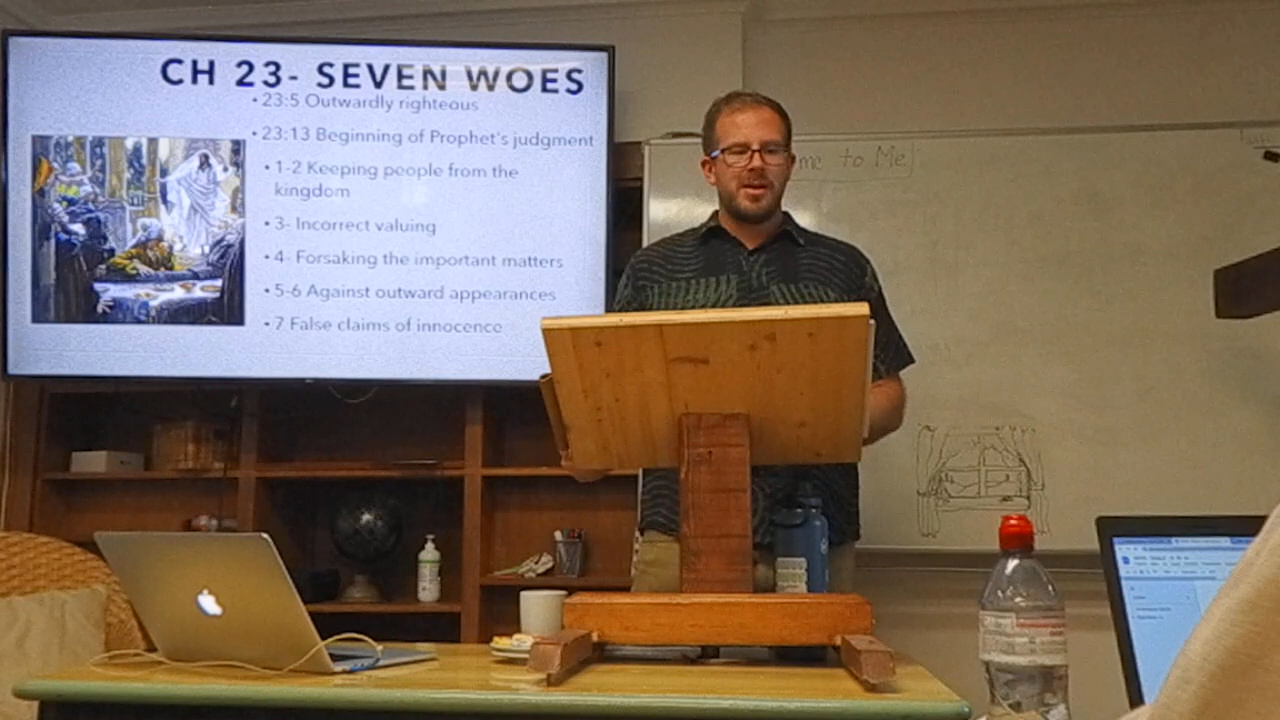 CH 23- SEVEN WOES
• 23:5 Outwardly righteous
• 23:13 Beginning of Prophet's judgment
• 1-2 Keeping people from the
kingdom
• 3- Incorrect valuing
• 4- Forsaking the important matters
• 5-6 Against outward appearances
• 7 False claims of innocence
to Me